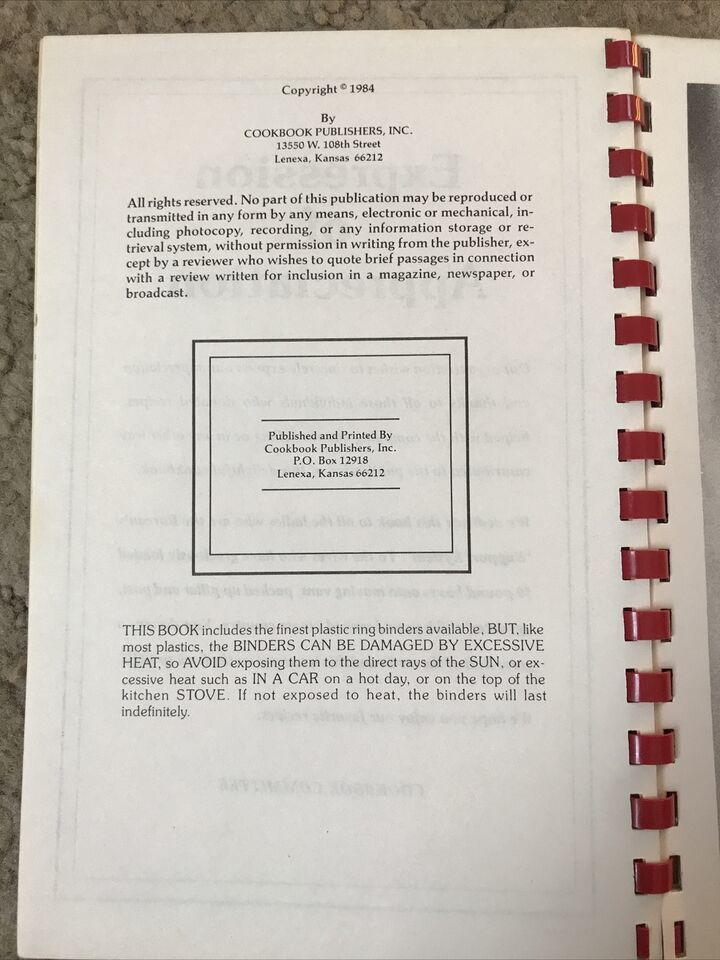 Copyright © 1984
By
COOKBOOK PUBLISHERS, INC.
13550 W. 108th Street
Lenexa, Kansas 66212
All rights reserved. No part of this publication may be reproduced or
transmitted in any form by any means, electronic or mechanical, in-
cluding photocopy, recording, or any information storage or re-
trieval system, without permission in writing from the publisher, ex-
cept by a reviewer who wishes to quote brief passages in connection
with a review written for inclusion in a magazine, newspaper, or
broadcast.
Published and Printed By
Cookbook Publishers, Inc.
P.O. Box 12918
Lenexa, Kansas 66212
THIS BOOK includes the finest plastic ring binders available, BUT, like
most plastics, the BINDERS CAN BE DAMAGED BY EXCESSIVE
HEAT, so AVOID exposing them to the direct rays of the SUN, or ex-
cessive heat such as IN A CAR on a hot day, or on the top of the
kitchen STOVE. If not exposed to heat, the binders will last
indefinitely.